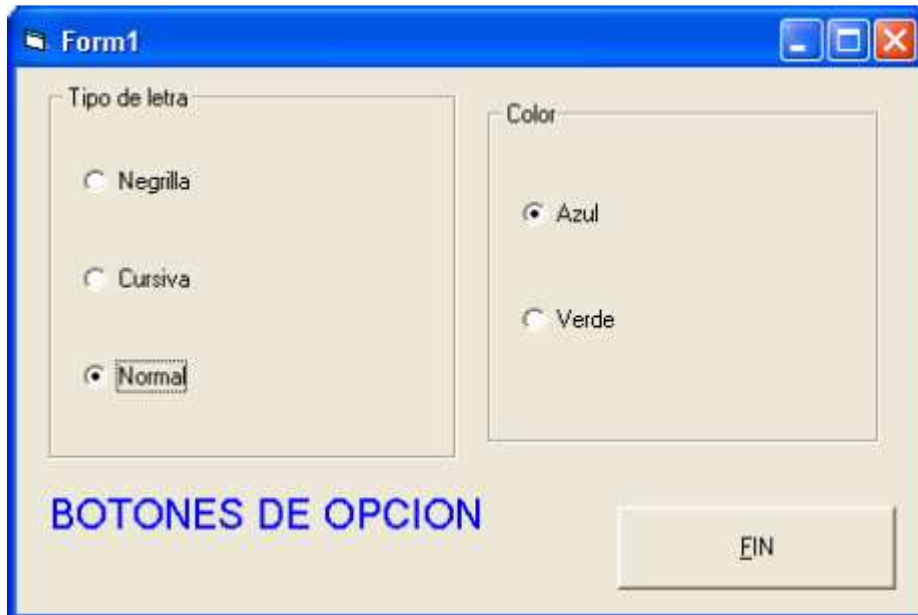 Form1
Tipo de letra
Negrilla
Cursiva
Normal
Color
Azul
Verde
BOTONES DE OPCION
FIN